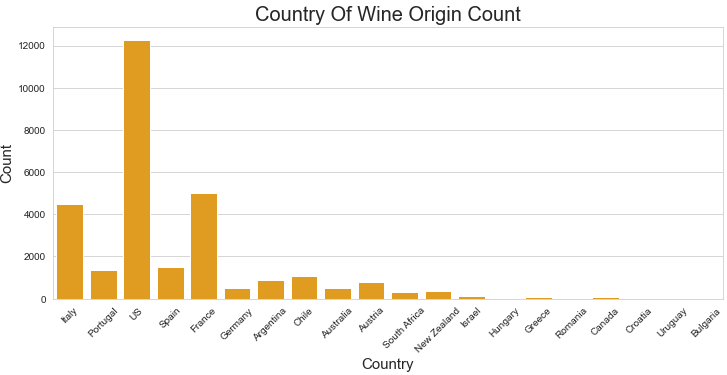 Country Of Wine Origin Count
Count
12000
10000
8000
6000
4000
2000
0
Italy
Portugal
US
Spain
France
Germany
Argentina
Chile
Australia
Austria
South Africa
New Zealand
Israel
Hungary
Greece
Romania
Canada
Croatia
Uruguay
Bulgaria
Country